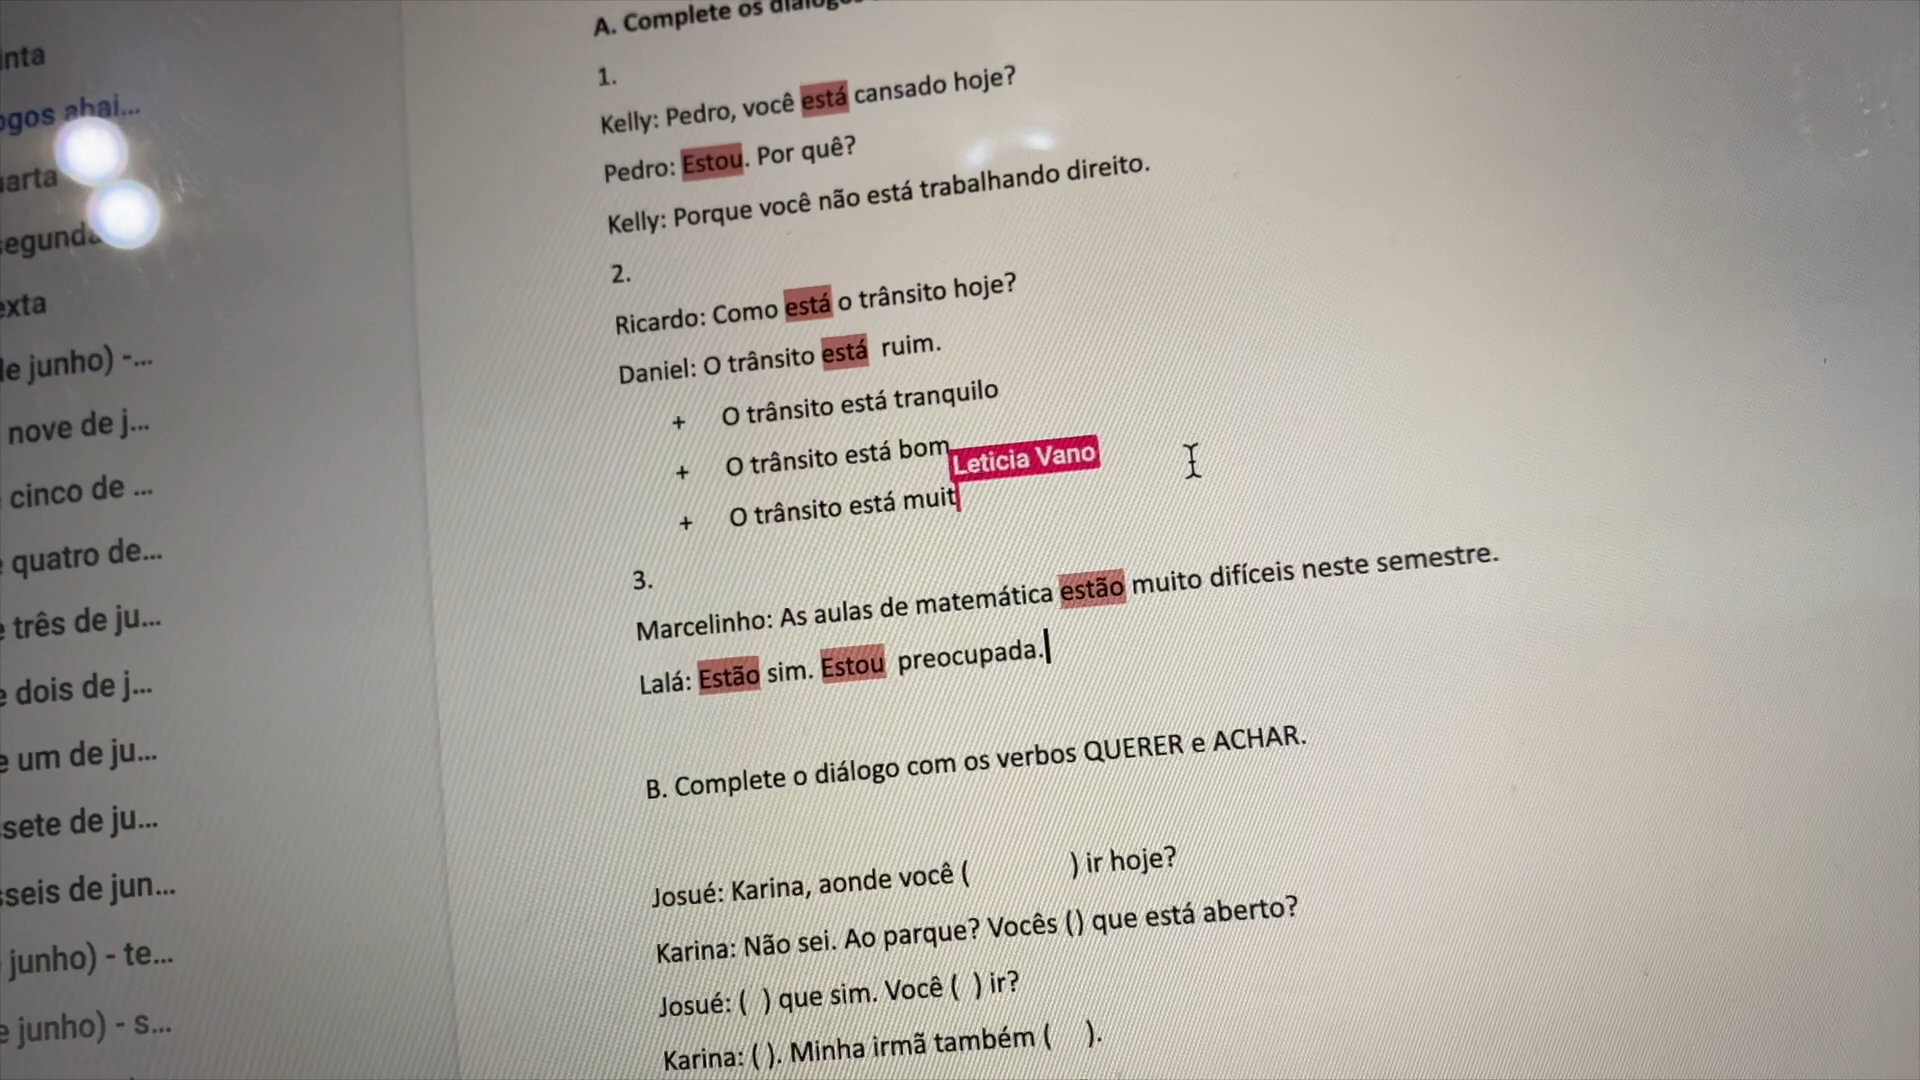 inta
ogos abai...
arta
segunda
exta
de junho) -...
nove de j...
cinco de ...
quatro de...
e três de ju...
e dois de j...
e um de ju...
sete de ju...
sseis de jun...
junho) - te...
e junho) - s...
A. Complete os
1.
Kelly: Pedro, você está cansado hoje?
Pedro: Estou. Por quê?
Kelly: Porque você não está trabalhando direito.
2.
Ricardo: Como está o trânsito hoje?
Daniel: O trânsito está ruim.
+ O trânsito está tranquilo
+ O trânsito está bom
Leticia Vano
+ O trânsito está muit
3.
Marcelinho: As aulas de matemática estão muito difíceis neste semestre.
Lalá: Estão sim. Estou preocupada.
B. Complete o diálogo com os verbos QUERER e ACHAR.
Josué: Karina, aonde você ( ) ir hoje?
Karina: Não sei. Ao parque? Vocês () que está aberto?
Josué: ( ) que sim. Você ( ) ir?
Karina: ( ). Minha irmã também ( ).